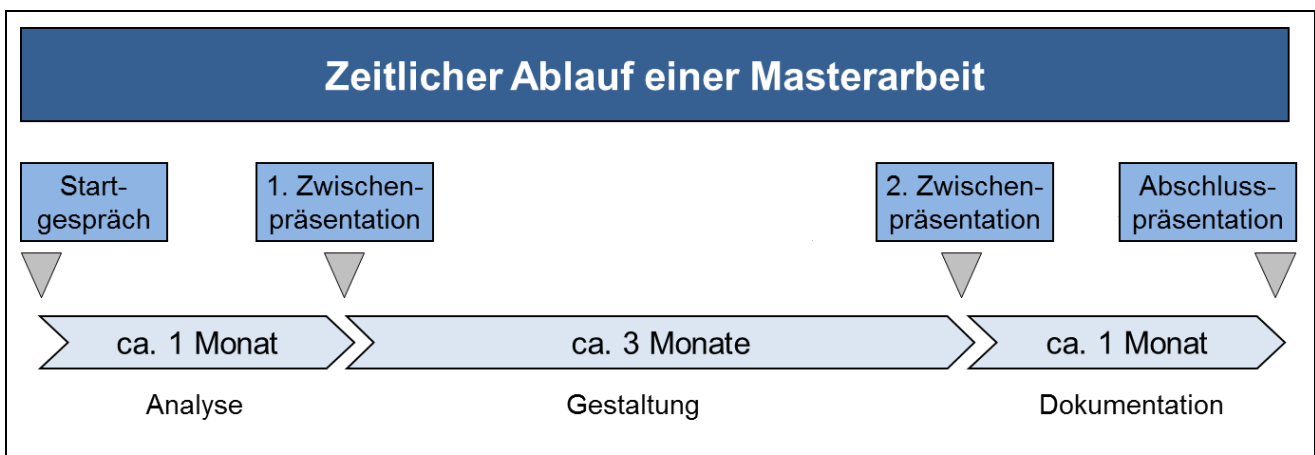 Zeitlicher Ablauf einer Masterarbeit
Start-
gespräch
1. Zwischen-
präsentation
2. Zwischen-
präsentation
Abschluss-
präsentation
ca. 1 Monat
ca. 3 Monate
ca. 1 Monat
Analyse
Gestaltung
Dokumentation